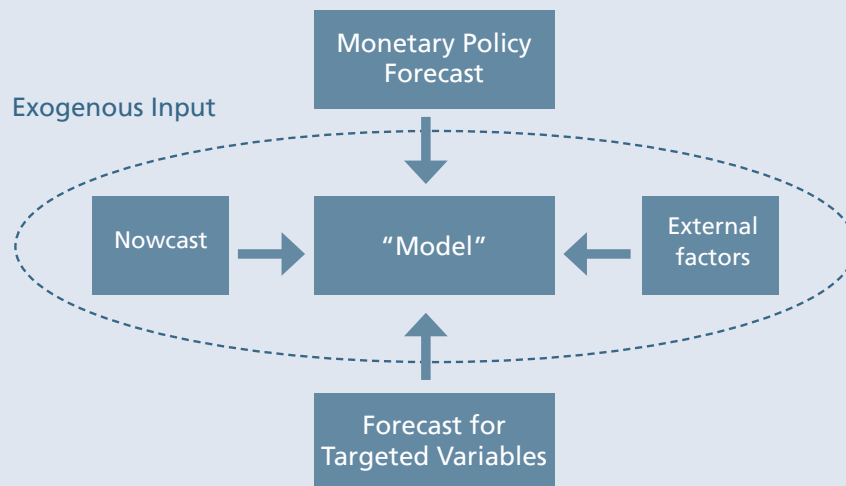 Monetary Policy
Forecast
Exogenous Input
Nowcast
“Model”
External
factors
Forecast for
Targeted Variables